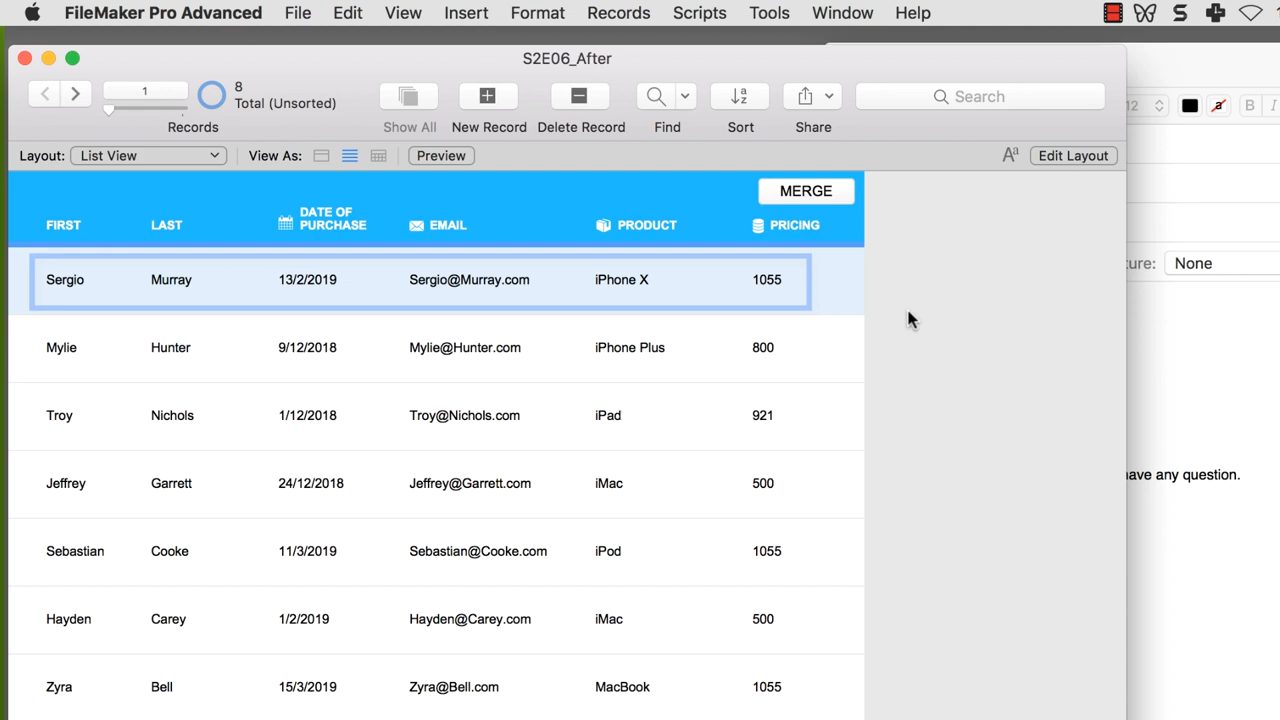 FileMaker Pro Advanced File Edit View Insert Format Records Scripts Tools Window Help
S2E06_After
1 8 Total (Unsorted)
Records Show All New Record Delete Record Find Sort Share Search
12 a B I
Layout: List View View As: Preview Aa Edit Layout
MERGE
FIRST LAST DATE OF PURCHASE EMAIL PRODUCT PRICING
ture: None
Sergio Murray 13/2/2019 Sergio@Murray.com iPhone X 1055
Mylie Hunter 9/12/2018 Mylie@Hunter.com iPhone Plus 800
Troy Nichols 1/12/2018 Troy@Nichols.com iPad 921
have any question.
Jeffrey Garrett 24/12/2018 Jeffrey@Garrett.com iMac 500
Sebastian Cooke 11/3/2019 Sebastian@Cooke.com iPod 1055
Hayden Carey 1/2/2019 Hayden@Carey.com iMac 500
Zyra Bell 15/3/2019 Zyra@Bell.com MacBook 1055